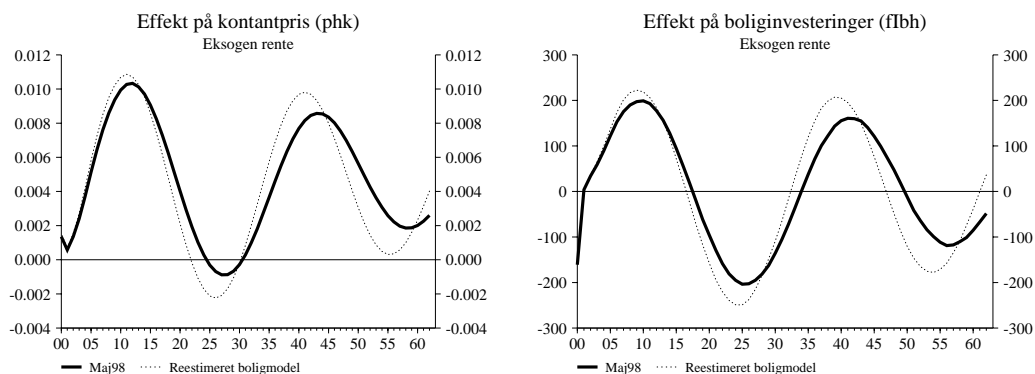 Effekt på kontantpris (phk)
Eksogen rente
0.012 0.012
0.010 0.010
0.008 0.008
0.006 0.006
0.004 0.004
0.002 0.002
0.000 0.000
-0.002 -0.002
-0.004 -0.004
00 05 10 15 20 25 30 35 40 45 50 55 60
Maj98 Reestimeret boligmodel
Effekt på boliginvesteringer (fIbh)
Eksogen rente
300 300
200 200
100 100
0 0
-100 -100
-200 -200
-300 -300
00 05 10 15 20 25 30 35 40 45 50 55 60
Maj98 Reestimeret boligmodel